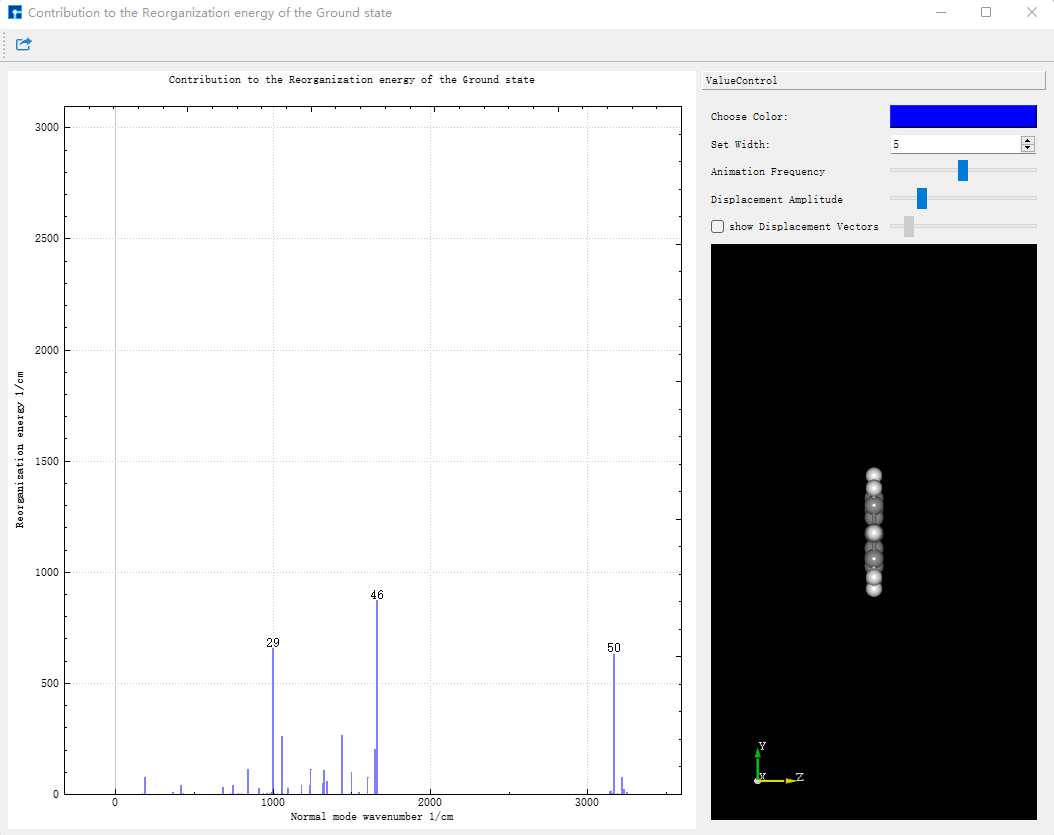 Contribution to the Reorganization energy of the Ground state
Contribution to the Reorganization energy of the Ground state
3000
2500
2000
1500
1000
500
0
Reorganization energy 1/cm
29
46
50
0
1000
2000
3000
Normal mode wavenumber 1/cm
ValueControl
Choose Color:
Set Width:
5
Animation Frequency
Displacement Amplitude
show Displacement Vectors
Y
X
Z